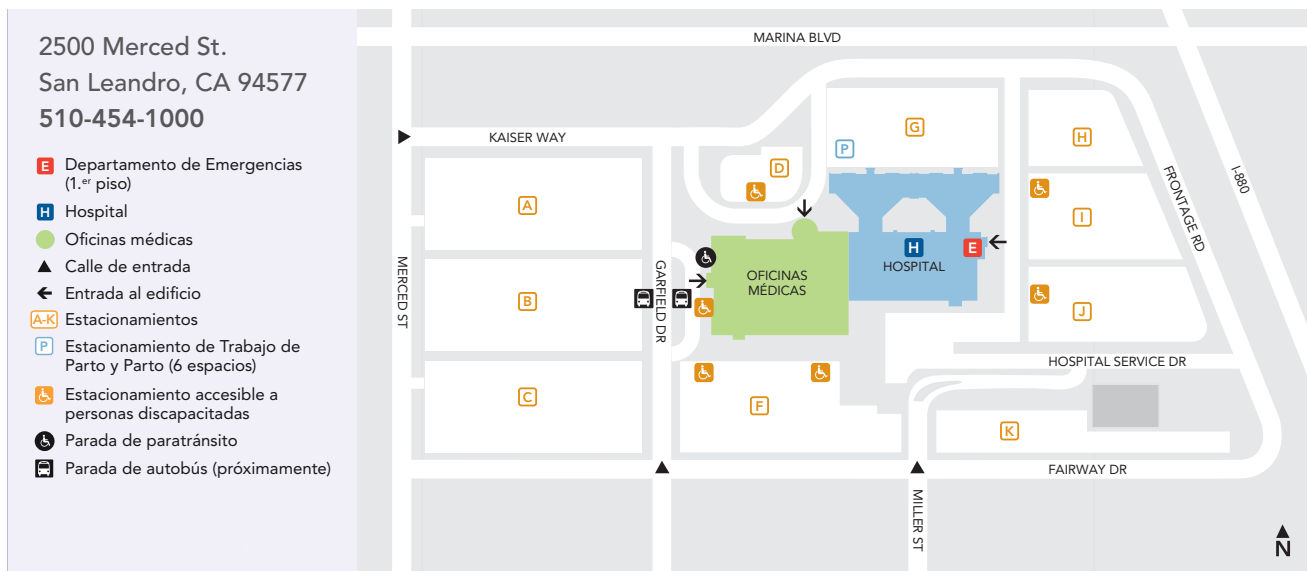 2500 Merced St.
San Leandro, CA 94577
510-454-1000
E Departamento de Emergencias
(1.er piso)
H Hospital
Oficinas médicas
Calle de entrada
Entrada al edificio
A-K Estacionamientos
P Estacionamiento de Trabajo de
Parto y Parto (6 espacios)
Estacionamiento accesible a
personas discapacitadas
Parada de paratránsito
Parada de autobús (próximamente)
MARINA BLVD
KAISER WAY
MERCED ST
GARFIELD DR
FRONTAGE RD
I-880
A
B
C
D
P
G
H
I
J
OFICINAS
MÉDICAS
H
HOSPITAL
E
F
K
HOSPITAL SERVICE DR
FAIRWAY DR
MILLER ST
N